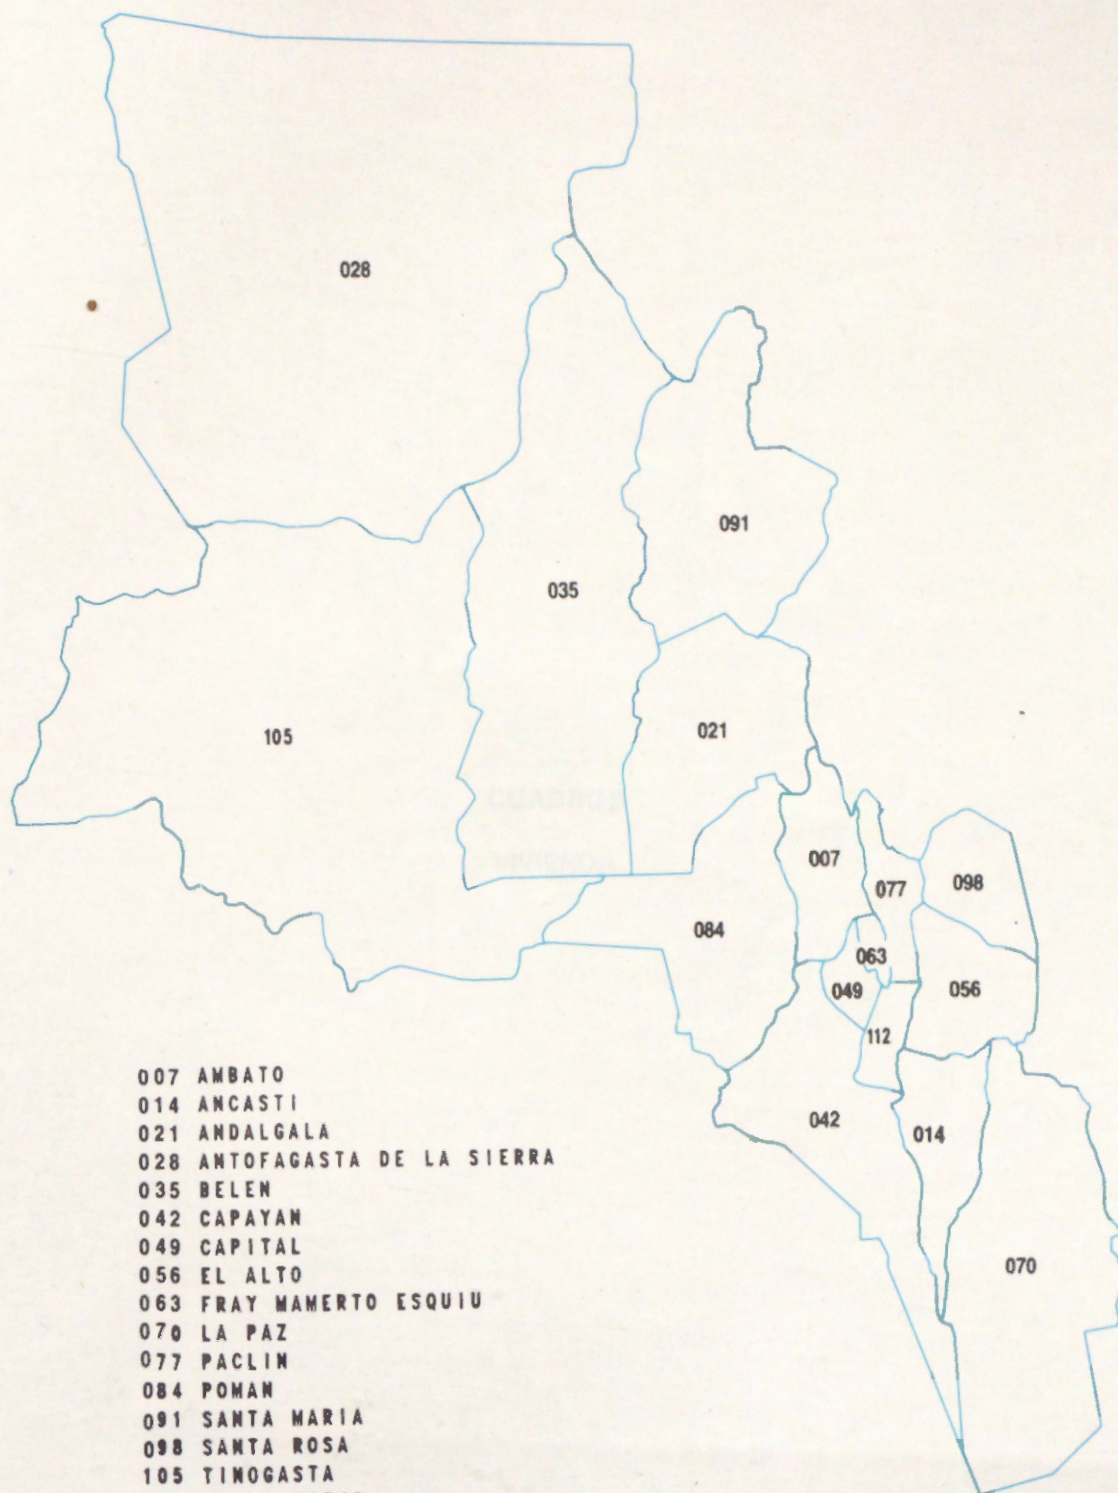 028
091
035
105
021
007
098
077
084
063
049
056
112
042
014
070
007 AMBATO
014 ANCASTI
021 ANDALGALA
028 ANTOFAGASTA DE LA SIERRA
035 BELEN
042 CAPAYAN
049 CAPITAL
056 EL ALTO
063 FRAY MAMERTO ESQUIU
070 LA PAZ
077 PACLIN
084 POMAN
091 SANTA MARIA
098 SANTA ROSA
105 TINOGASTA